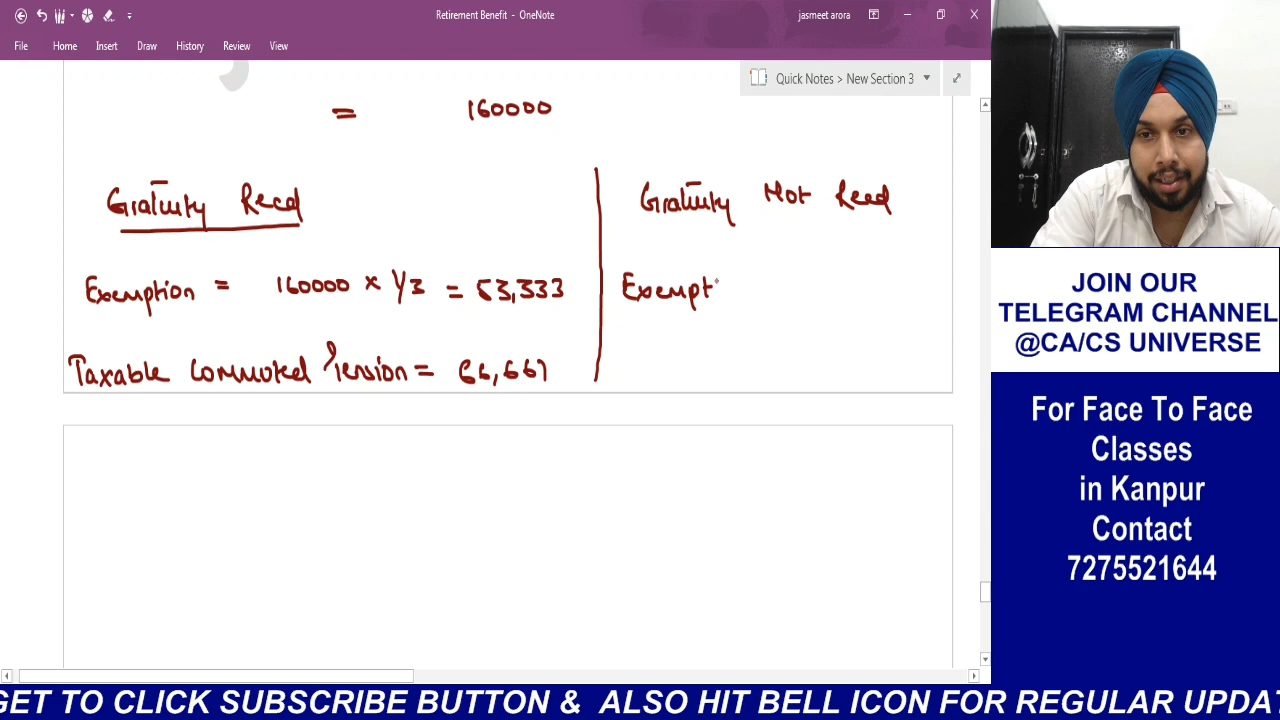 Retirement Benefit - OneNote
jasmeet arora
File Home Insert Draw History Review View
Quick Notes > New Section 3
= 160000
Gratuity Recd
Gratuity Not Recd
Exemption = 160000 × 1/3 = 53,333
Exempt
Taxable Commuted Pension = 66,667
JOIN OUR
TELEGRAM CHANNEL
@CA/CS UNIVERSE
For Face To Face
Classes
in Kanpur
Contact
7275521644
GET TO CLICK SUBSCRIBE BUTTON & ALSO HIT BELL ICON FOR REGULAR UPDA